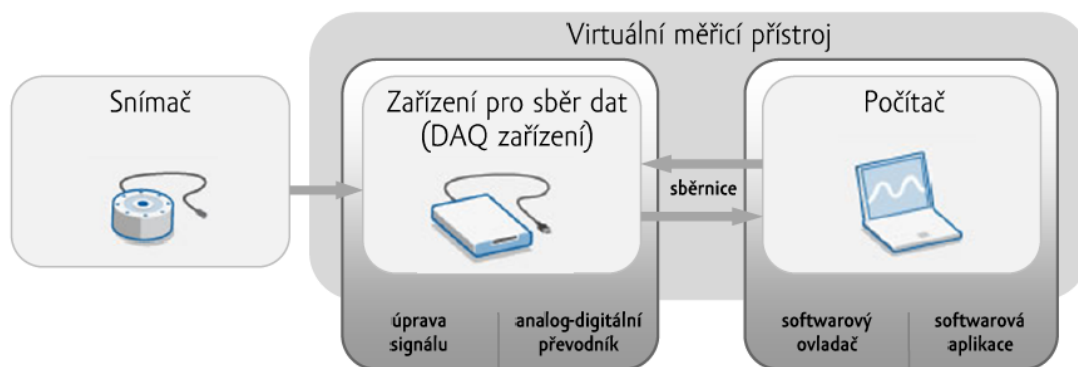 Virtuální měřicí přístroj
Snímač
Zařízení pro sběr dat
(DAQ zařízení)
sběrnice
Počítač
úprava
signálu
analog-digitální
převodník
softwarový
ovladač
softwarová
aplikace